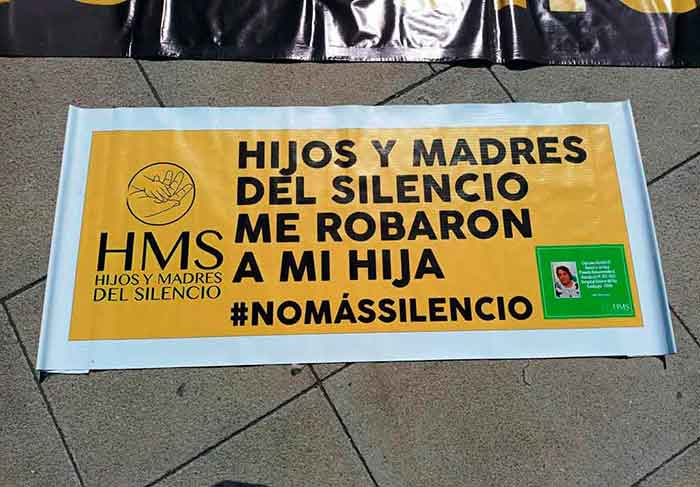 HIJOS Y MADRES
DEL SILENCIO
ME ROBARON
A MI HIJA
#NOMÁSSILENCIO
HMS
HIJOS Y MADRES
DEL SILENCIO
HMS